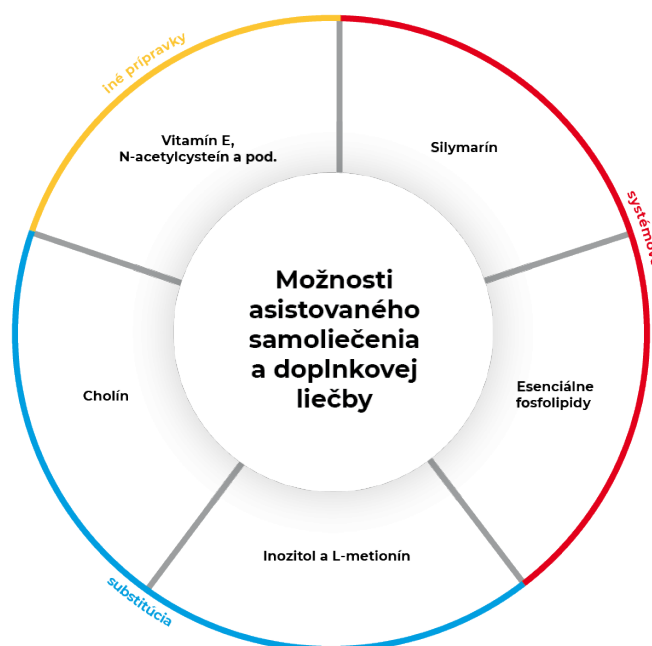 iné prípravky
Vitamín E,
N-acetylcysteín a pod.
Silymarín
Možnosti
asistovaného
samoliečenia
a doplnkovej
liečby
Cholín
Esenciálne
fosfolipidy
Inozitol a L-metionín
substitúcia